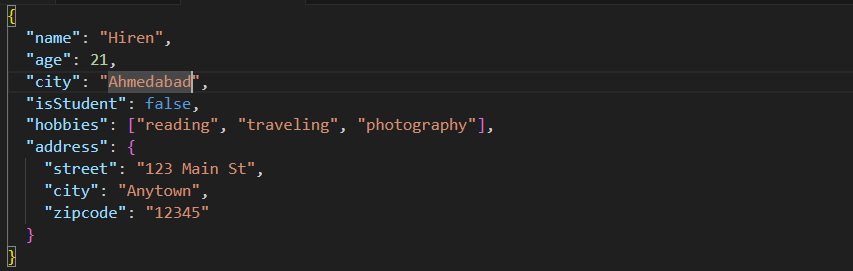 {
  "name": "Hiren",
  "age": 21,
  "city": "Ahmedabad",
  "isStudent": false,
  "hobbies": ["reading", "traveling", "photography"],
  "address": {
    "street": "123 Main St",
    "city": "Anytown",
    "zipcode": "12345"
  }
}